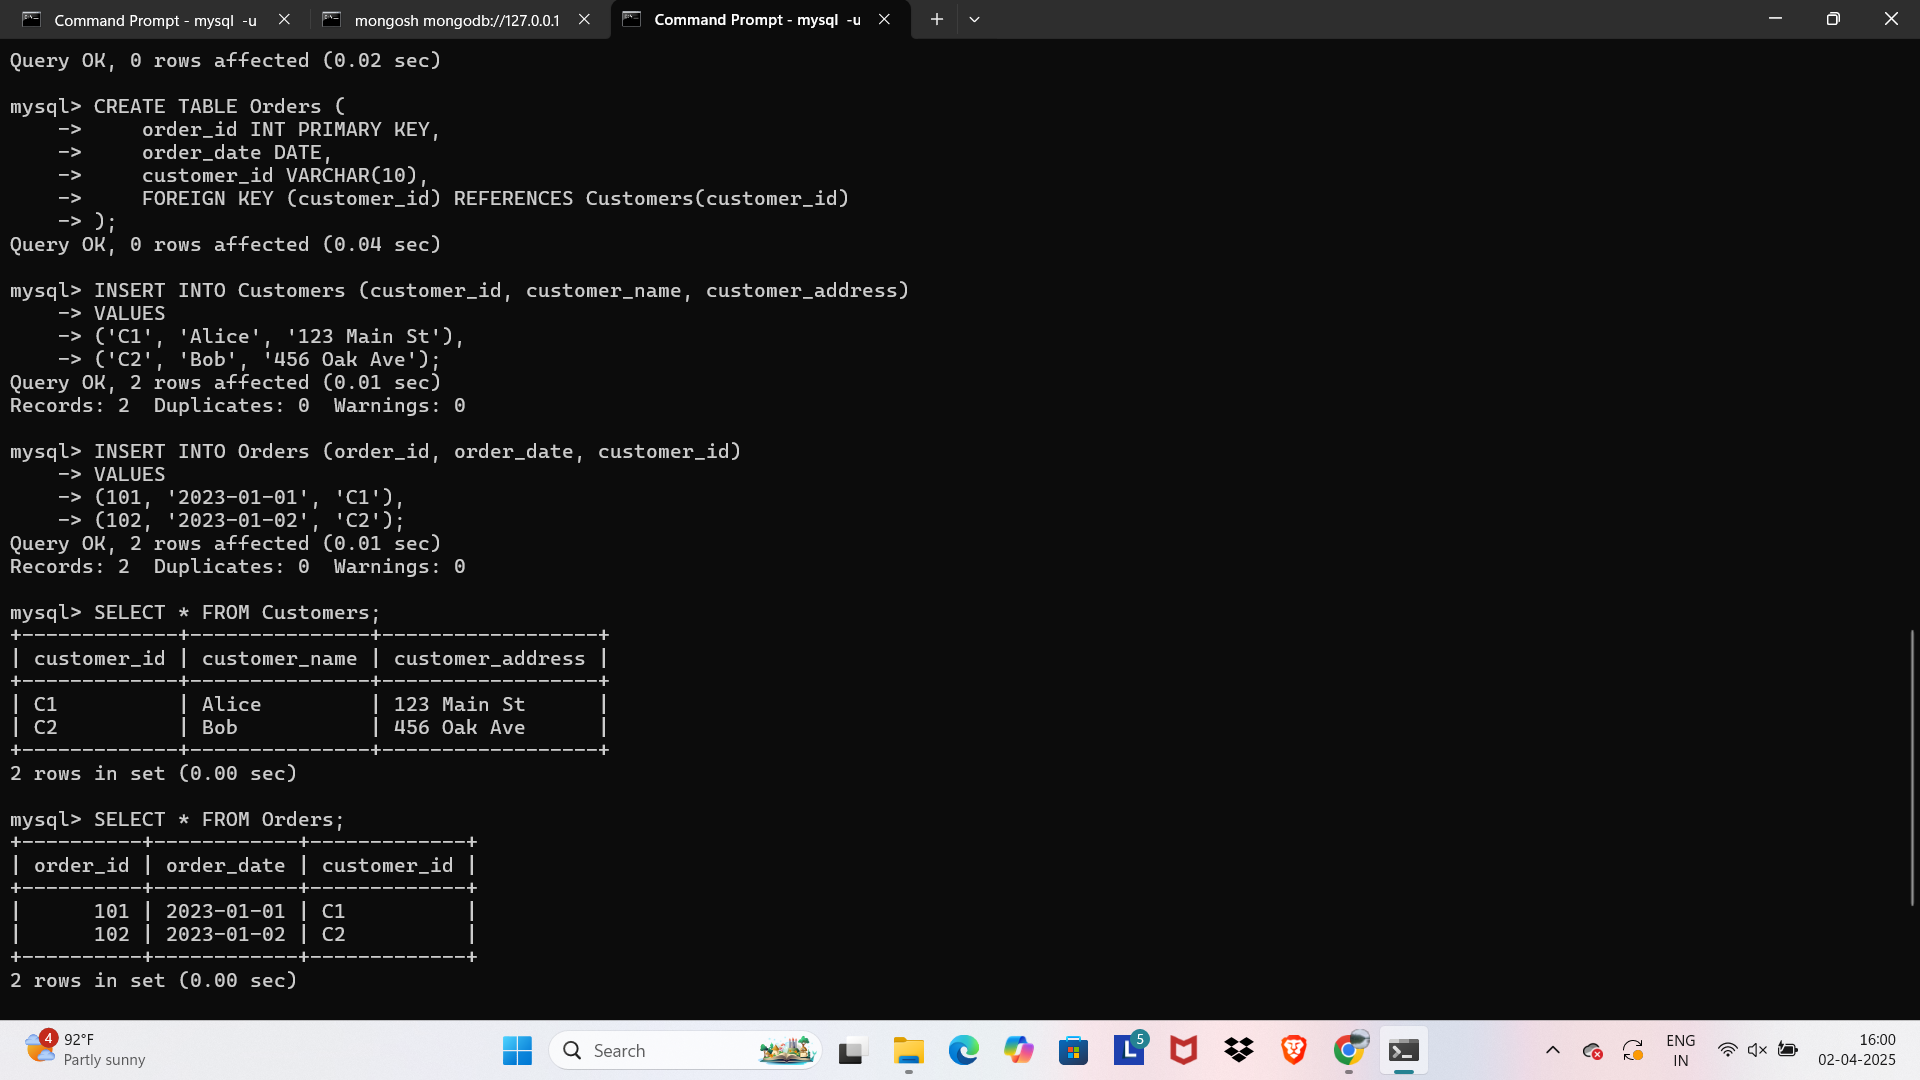 Command Prompt - mysql  -u
mongosh mongodb://127.0.0.1
Command Prompt - mysql  -u
Query OK, 0 rows affected (0.02 sec)
mysql> CREATE TABLE Orders (
    ->     order_id INT PRIMARY KEY,
    ->     order_date DATE,
    ->     customer_id VARCHAR(10),
    ->     FOREIGN KEY (customer_id) REFERENCES Customers(customer_id)
    -> );
Query OK, 0 rows affected (0.04 sec)
mysql> INSERT INTO Customers (customer_id, customer_name, customer_address)
    -> VALUES
    -> ('C1', 'Alice', '123 Main St'),
    -> ('C2', 'Bob', '456 Oak Ave');
Query OK, 2 rows affected (0.01 sec)
Records: 2  Duplicates: 0  Warnings: 0
mysql> INSERT INTO Orders (order_id, order_date, customer_id)
    -> VALUES
    -> (101, '2023-01-01', 'C1'),
    -> (102, '2023-01-02', 'C2');
Query OK, 2 rows affected (0.01 sec)
Records: 2  Duplicates: 0  Warnings: 0
mysql> SELECT * FROM Customers;
+-------------+---------------+------------------+
| customer_id | customer_name | customer_address |
+-------------+---------------+------------------+
| C1          | Alice         | 123 Main St      |
| C2          | Bob           | 456 Oak Ave      |
+-------------+---------------+------------------+
2 rows in set (0.00 sec)
mysql> SELECT * FROM Orders;
+----------+------------+-------------+
| order_id | order_date | customer_id |
+----------+------------+-------------+
|      101 | 2023-01-01 | C1          |
|      102 | 2023-01-02 | C2          |
+----------+------------+-------------+
2 rows in set (0.00 sec)
4
92°F
Partly sunny
Search
L
5
ENG
IN
16:00
02-04-2025